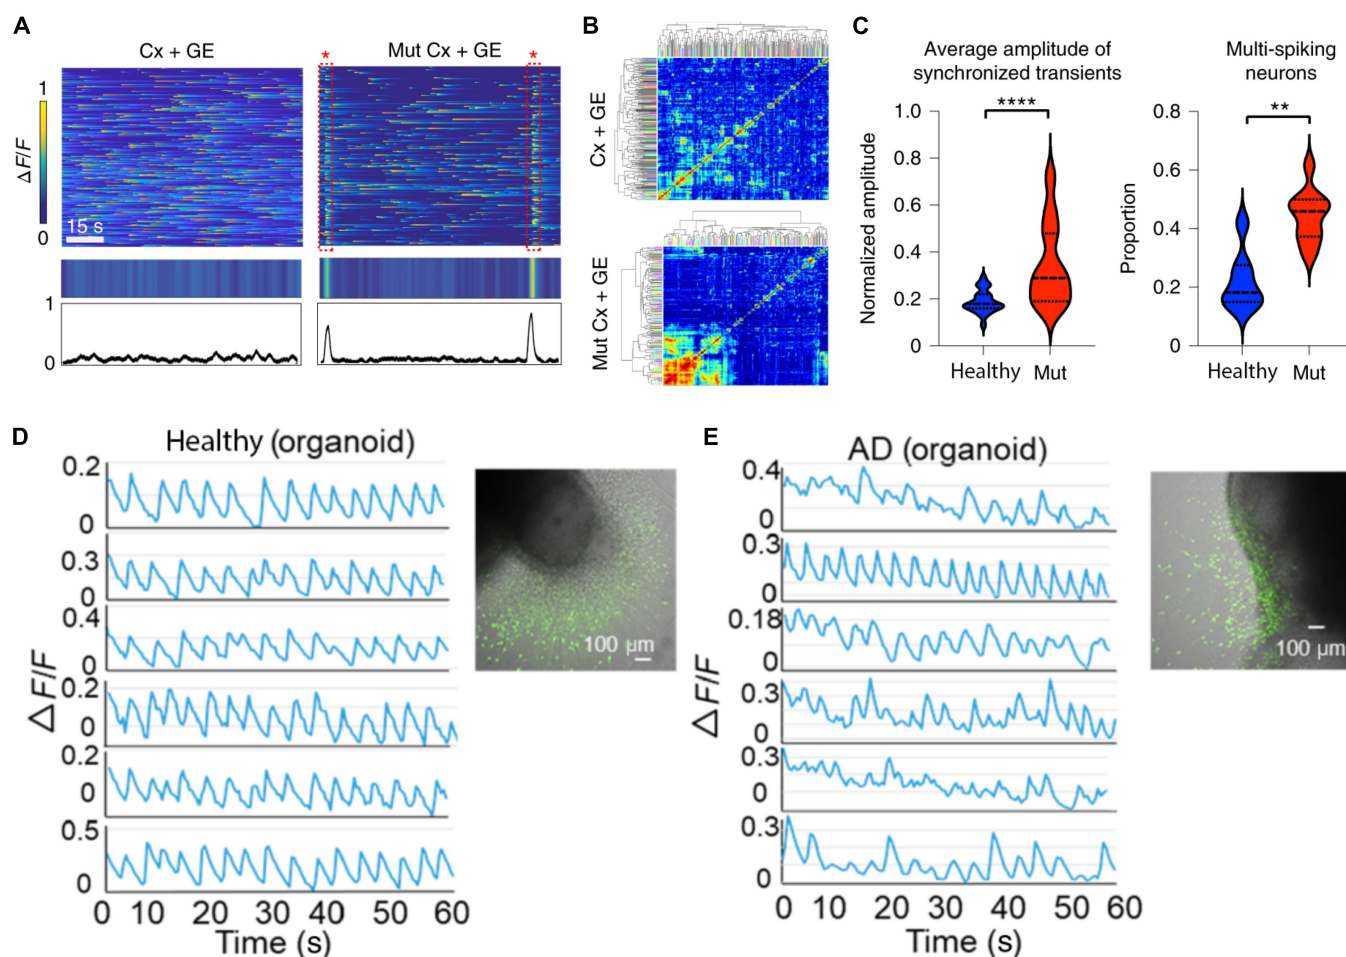 A
Cx + GE
Mut Cx + GE
*
*
ΔF/F
1
0
15 s
1
0
B
Cx + GE
Mut Cx + GE
C
Average amplitude of
synchronized transients
****
Normalized amplitude
1.0
0.8
0.6
0.4
0.2
0
Healthy
Mut
Multi-spiking
neurons
**
Proportion
0.8
0.6
0.4
0.2
0
Healthy
Mut
D
Healthy (organoid)
△F/F
0.2
0
0.3
0
0.4
0
0.2
0
0.2
0
0.5
0
0 10 20 30 40 50 60
Time (s)
100 µm
E
AD (organoid)
△F/F
0.4
0
0.3
0
0.18
0
0.3
0
0.3
0
0.3
0
0 10 20 30 40 50 60
Time (s)
100 µm